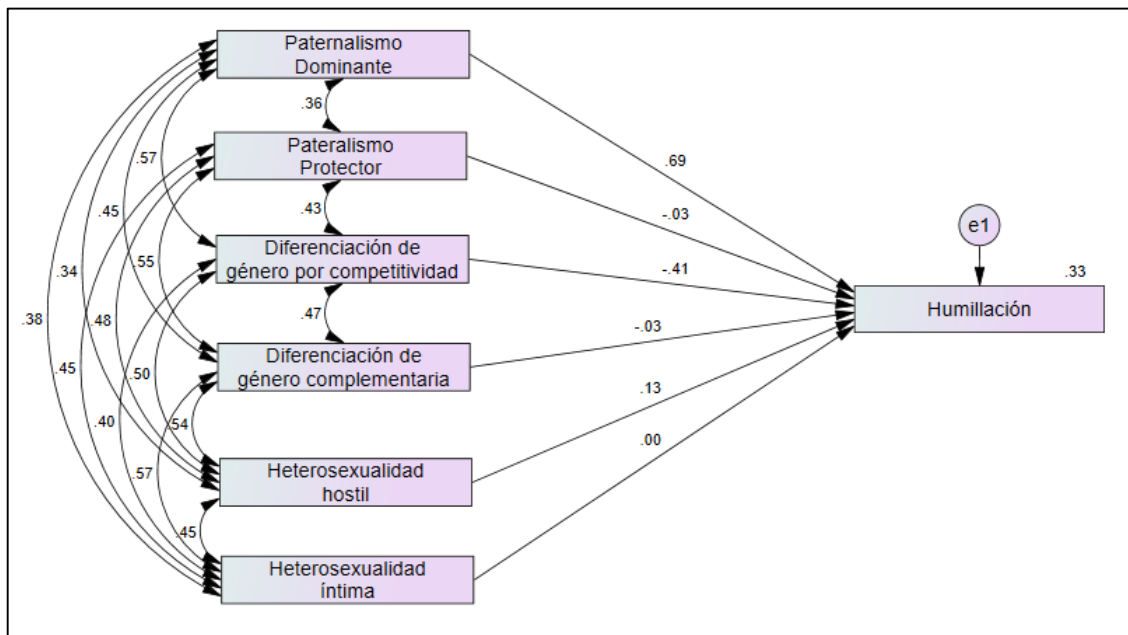 Paternalismo
Dominante
.36
Pateralismo
Protector
.57
.69
.43
-.03
.45
e1
Diferenciación de
género por competitividad
.55
-.41
.34
.33
Humillación
.38
.48
.47
-.03
Diferenciación de
género complementaria
.45
.50
.13
.40
.54
.00
Heterosexualidad
hostil
.57
.45
Heterosexualidad
íntima